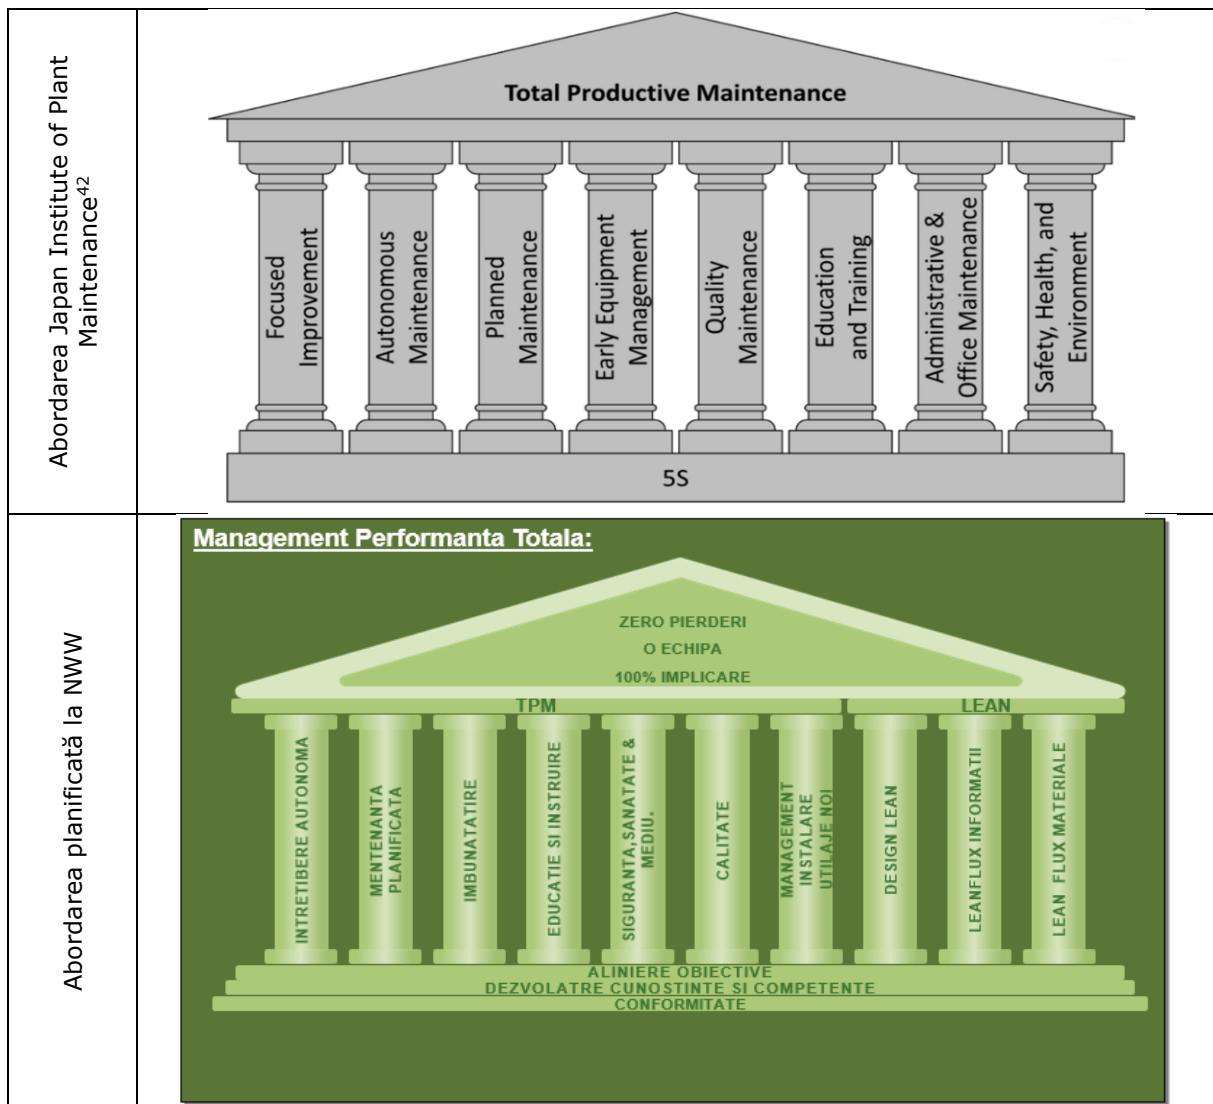 Abordarea Japan Institute of Plant
Maintenance42
Total Productive Maintenance
Focused
Improvement
Autonomous
Maintenance
Planned
Maintenance
Early Equipment
Management
Quality
Maintenance
Education
and Training
Administrative &
Office Maintenance
Safety, Health, and
Environment
5S
Abordarea planificată la NWW
Management Performanta Totala:
ZERO PIERDERI
O ECHIPA
100% IMPLICARE
TPM
LEAN
INTRETIBERE AUTONOMA
MENTENANTA
PLANIFICATA
IMBUNATATIRE
EDUCATIE SI INSTRUIRE
SIGURANTA,SANATATE &
MEDIU.
CALITATE
MANAGEMENT
INSTALARE
UTILAJE NOI
DESIGN LEAN
LEANFLUX INFORMATII
LEAN FLUX MATERIALE
ALINIERE OBIECTIVE
DEZVOLATRE CUNOSTINTE SI COMPETENTE
CONFORMITATE